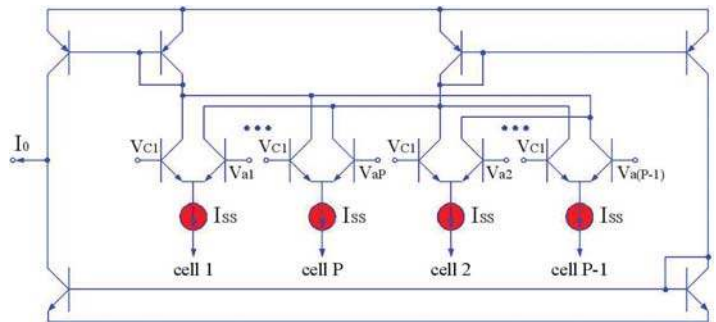 I0
VC1
Va1
VC1
VaP
VC1
Va2
VC1
Va(P-1)
ISS
ISS
ISS
ISS
cell 1
cell P
cell 2
cell P-1